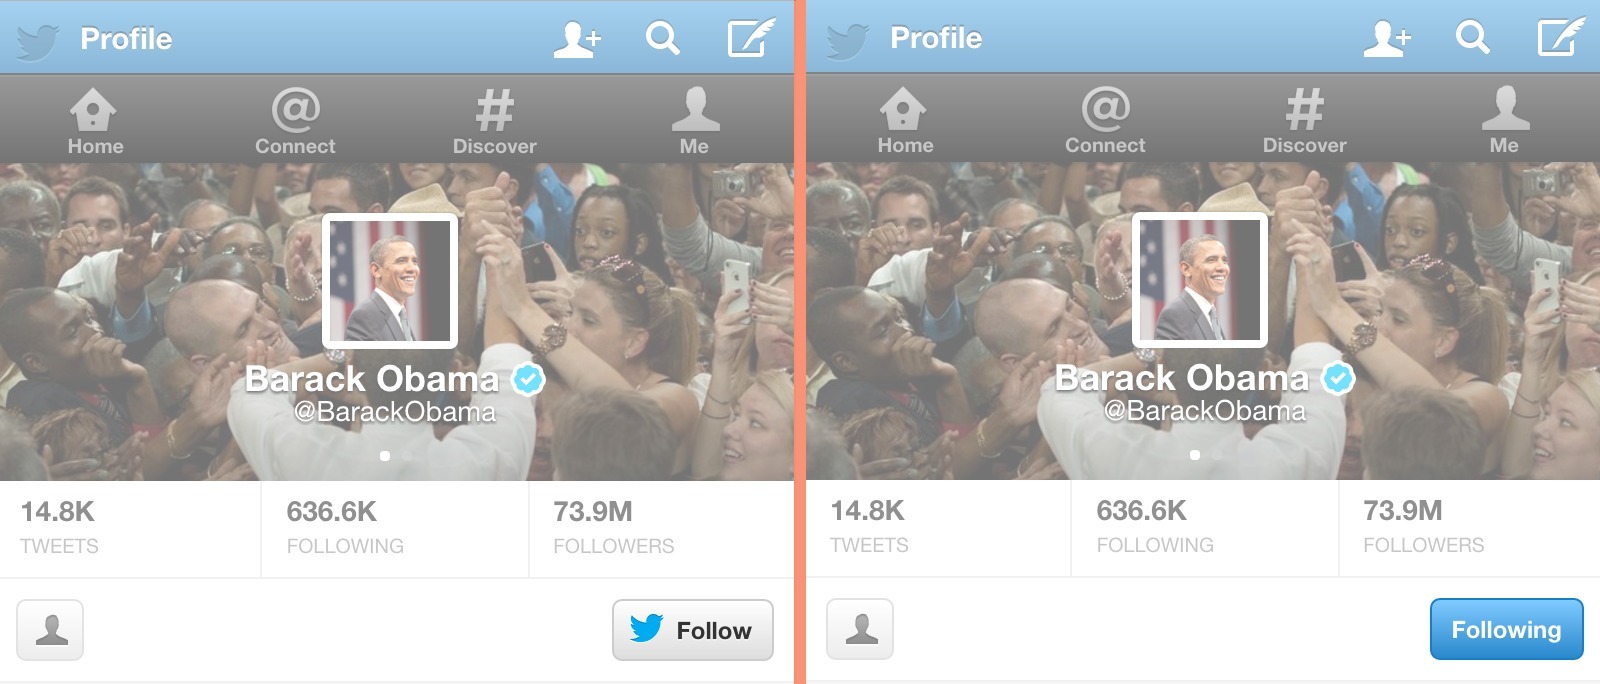 Profile
Home
Connect
Discover
Me
Barack Obama
@BarackObama
14.8K
636.6K
73.9M
TWEETS
FOLLOWING
FOLLOWERS
Follow
Profile
Home
Connect
Discover
Me
Barack Obama
@BarackObama
14.8K
636.6K
73.9M
TWEETS
FOLLOWING
FOLLOWERS
Following